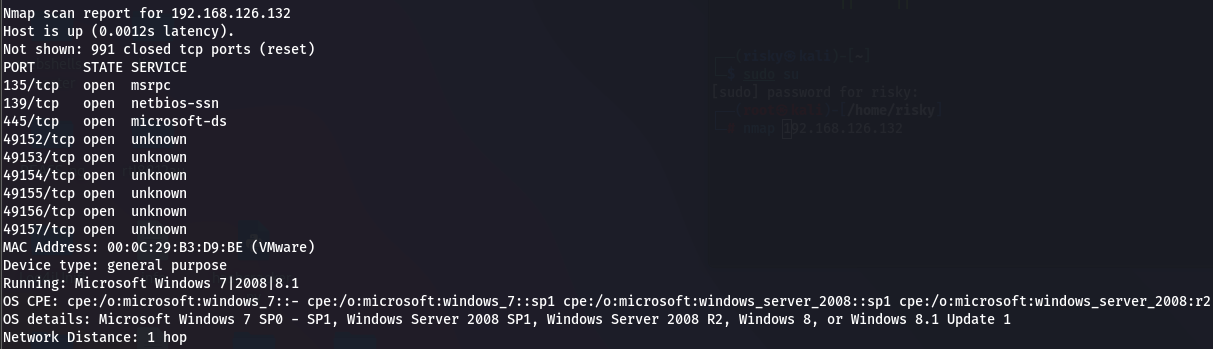 Nmap scan report for 192.168.126.132
Host is up (0.0012s latency).
Not shown: 991 closed tcp ports (reset)
PORT      STATE SERVICE
135/tcp   open  msrpc
139/tcp   open  netbios-ssn
445/tcp   open  microsoft-ds
49152/tcp open  unknown
49153/tcp open  unknown
49154/tcp open  unknown
49155/tcp open  unknown
49156/tcp open  unknown
49157/tcp open  unknown
MAC Address: 00:0C:29:B3:D9:BE (VMware)
Device type: general purpose
Running: Microsoft Windows 7|2008|8.1
OS CPE: cpe:/o:microsoft:windows_7::- cpe:/o:microsoft:windows_7::sp1 cpe:/o:microsoft:windows_server_2008::sp1 cpe:/o:microsoft:windows_server_2008:r2
OS details: Microsoft Windows 7 SP0 - SP1, Windows Server 2008 SP1, Windows Server 2008 R2, Windows 8, or Windows 8.1 Update 1
Network Distance: 1 hop
(risky㉿kali)-[~]
$ sudo su
[sudo] password for risky:
[/home/risky]
nmap 192.168.126.132